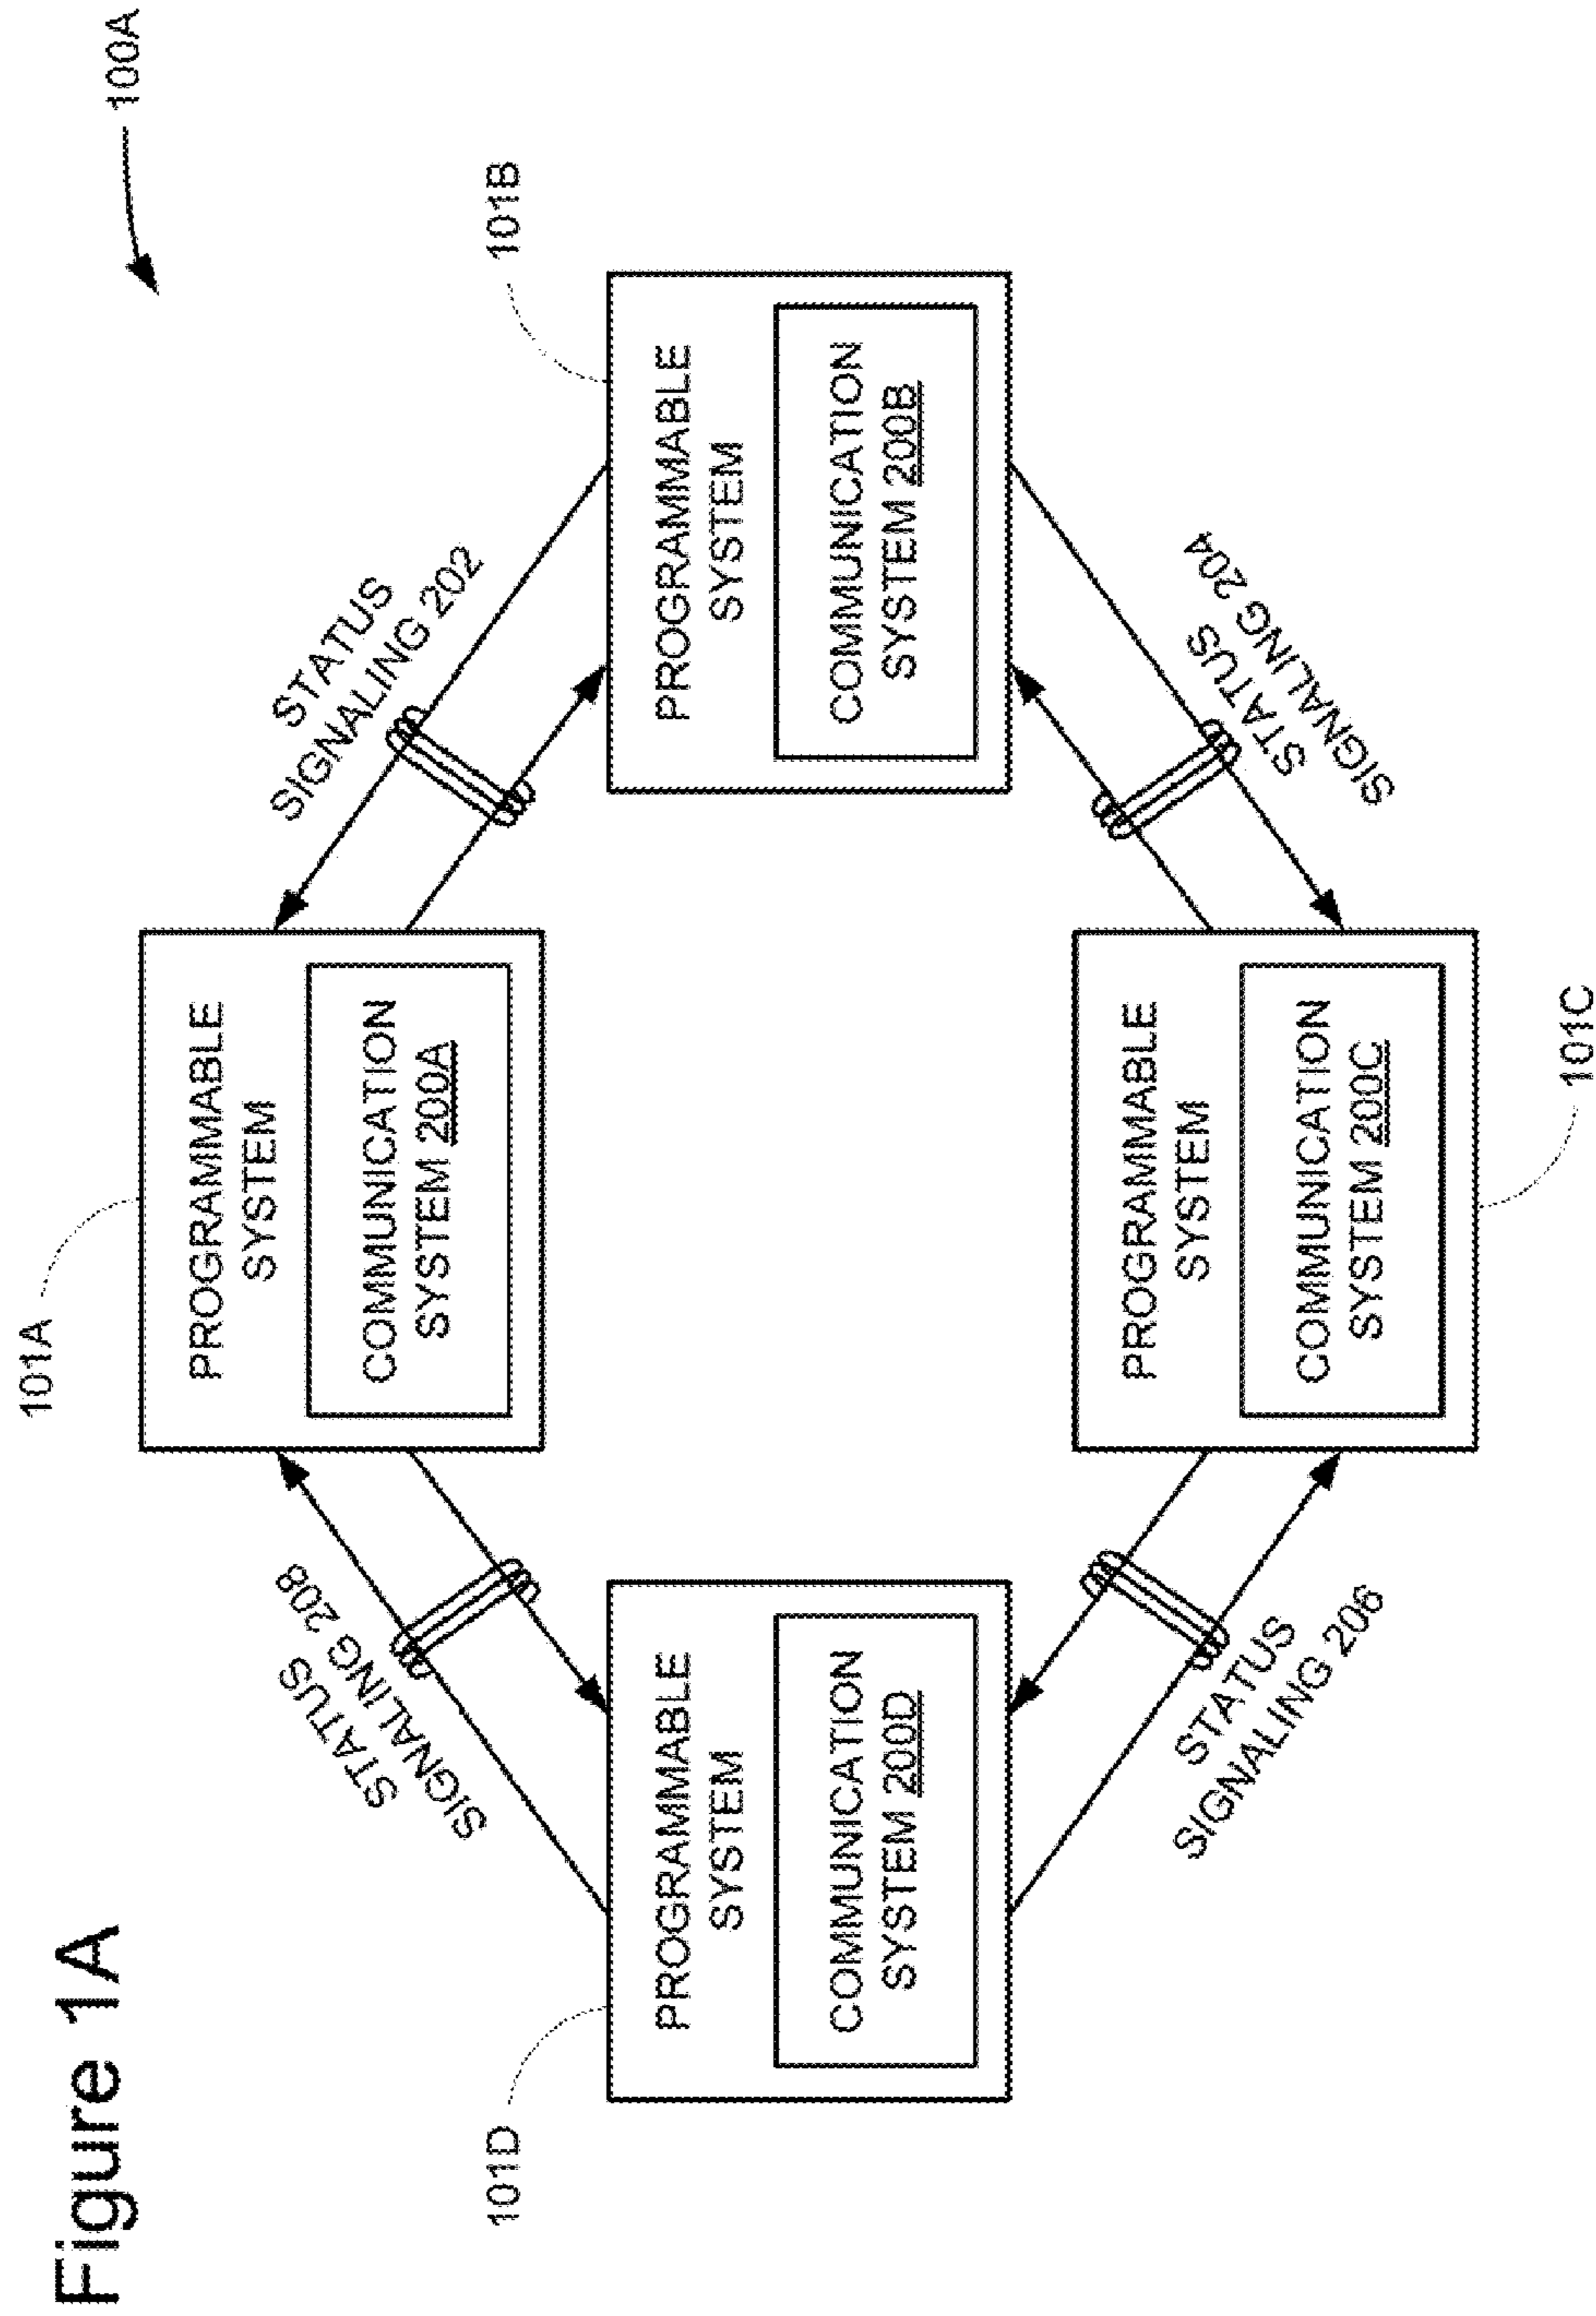 Figure 1A
100A
101A
PROGRAMMABLE
SYSTEM
COMMUNICATION
SYSTEM 200A
STATUS
SIGNALING 208
STATUS
SIGNALING 202
101D
PROGRAMMABLE
SYSTEM
COMMUNICATION
SYSTEM 200D
101B
PROGRAMMABLE
SYSTEM
COMMUNICATION
SYSTEM 200B
STATUS
SIGNALING 206
STATUS
SIGNALING 204
PROGRAMMABLE
SYSTEM
COMMUNICATION
SYSTEM 200C
101C